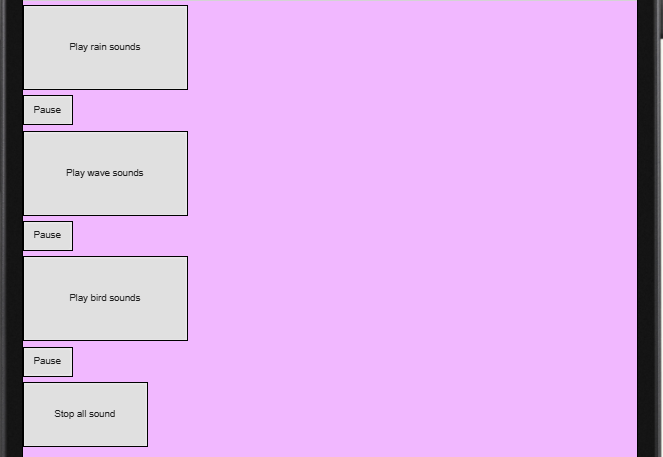 Play rain sounds
Pause
Play wave sounds
Pause
Play bird sounds
Pause
Stop all sound